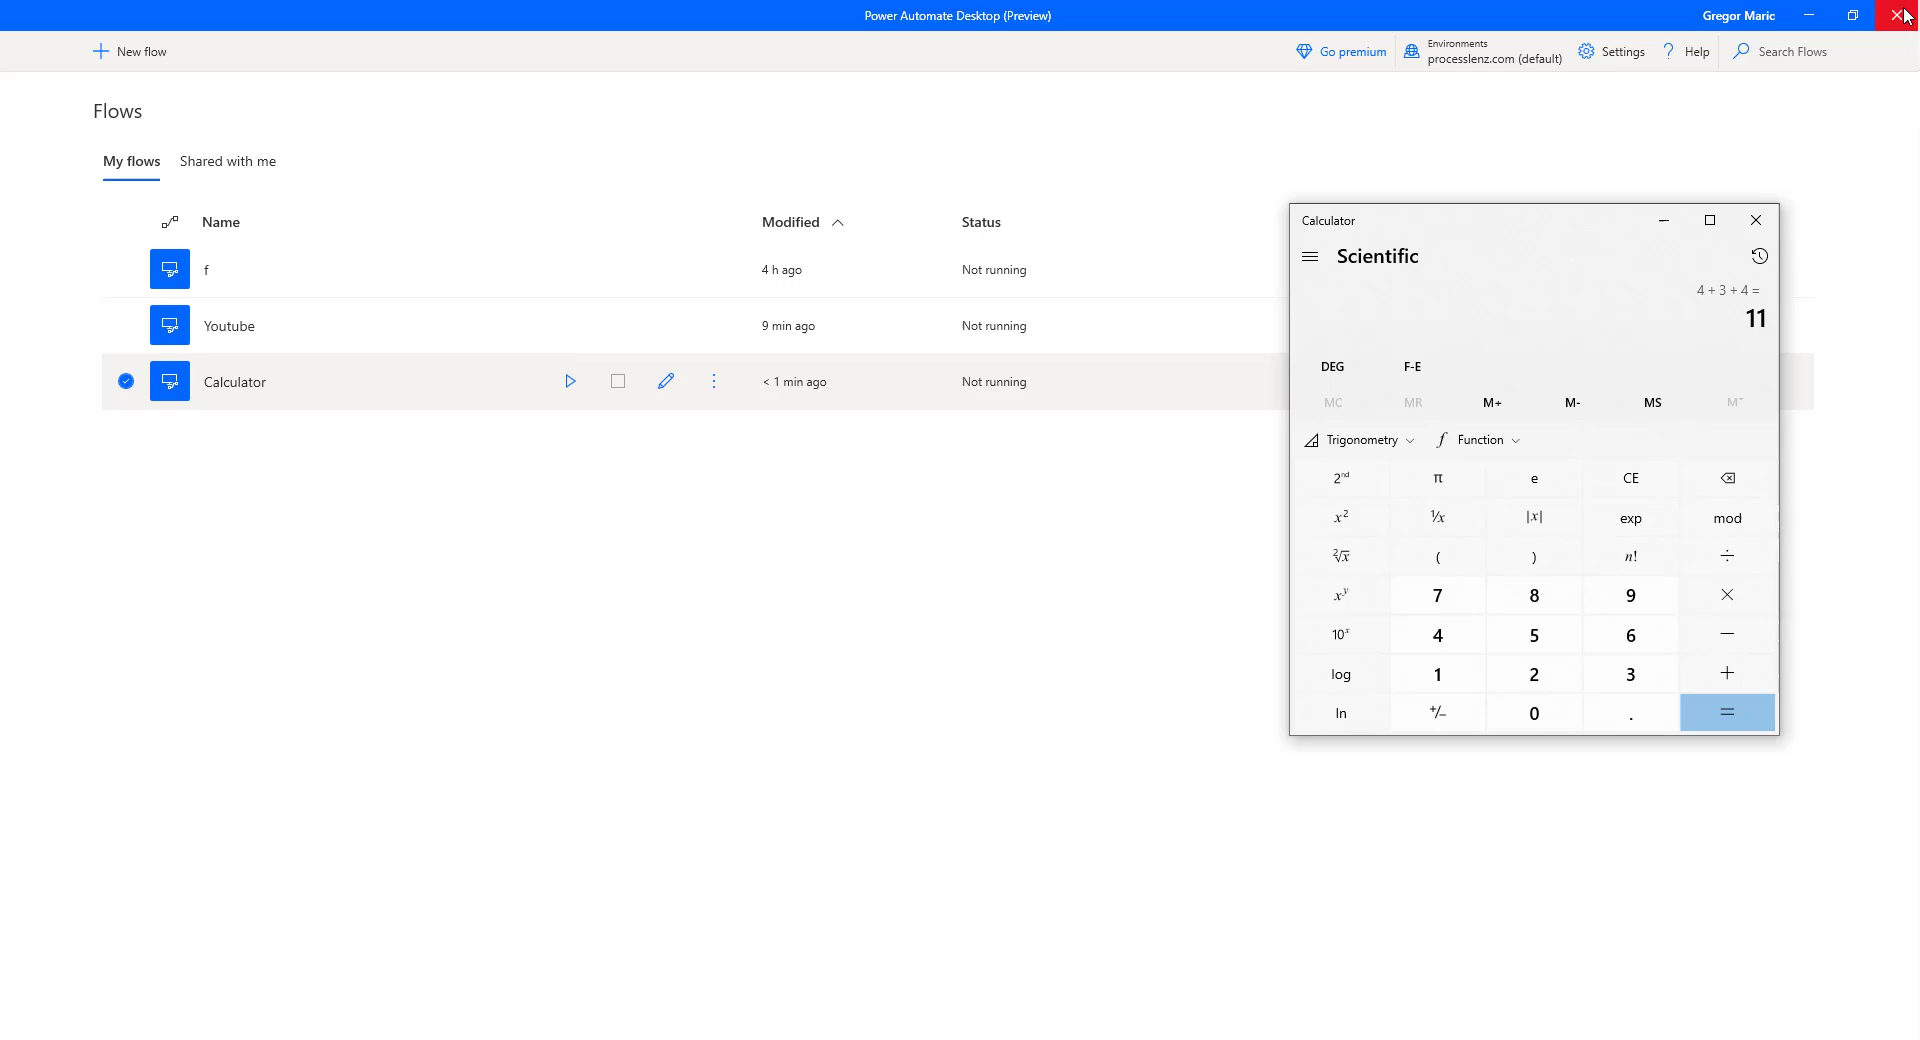 Power Automate Desktop (Preview)
Gregor Maric
New flow
Go premium
Environments
processlenz.com (default)
Settings
? Help
Search Flows
Flows
My flows
Shared with me
Name
Modified
Status
f
4 h ago
Not running
Youtube
9 min ago
Not running
Calculator
< 1 min ago
Not running
Calculator
Scientific
4 + 3 + 4 =
11
DEG
F-E
MC
MR
M+
M-
MS
M˅
Trigonometry
f Function
2ⁿᵈ
π
e
CE
x²
¹/x
|x|
exp
mod
²√x
(
)
n!
÷
xʸ
7
8
9
×
10ˣ
4
5
6
−
log
1
2
3
+
ln
+/−
0
.
=